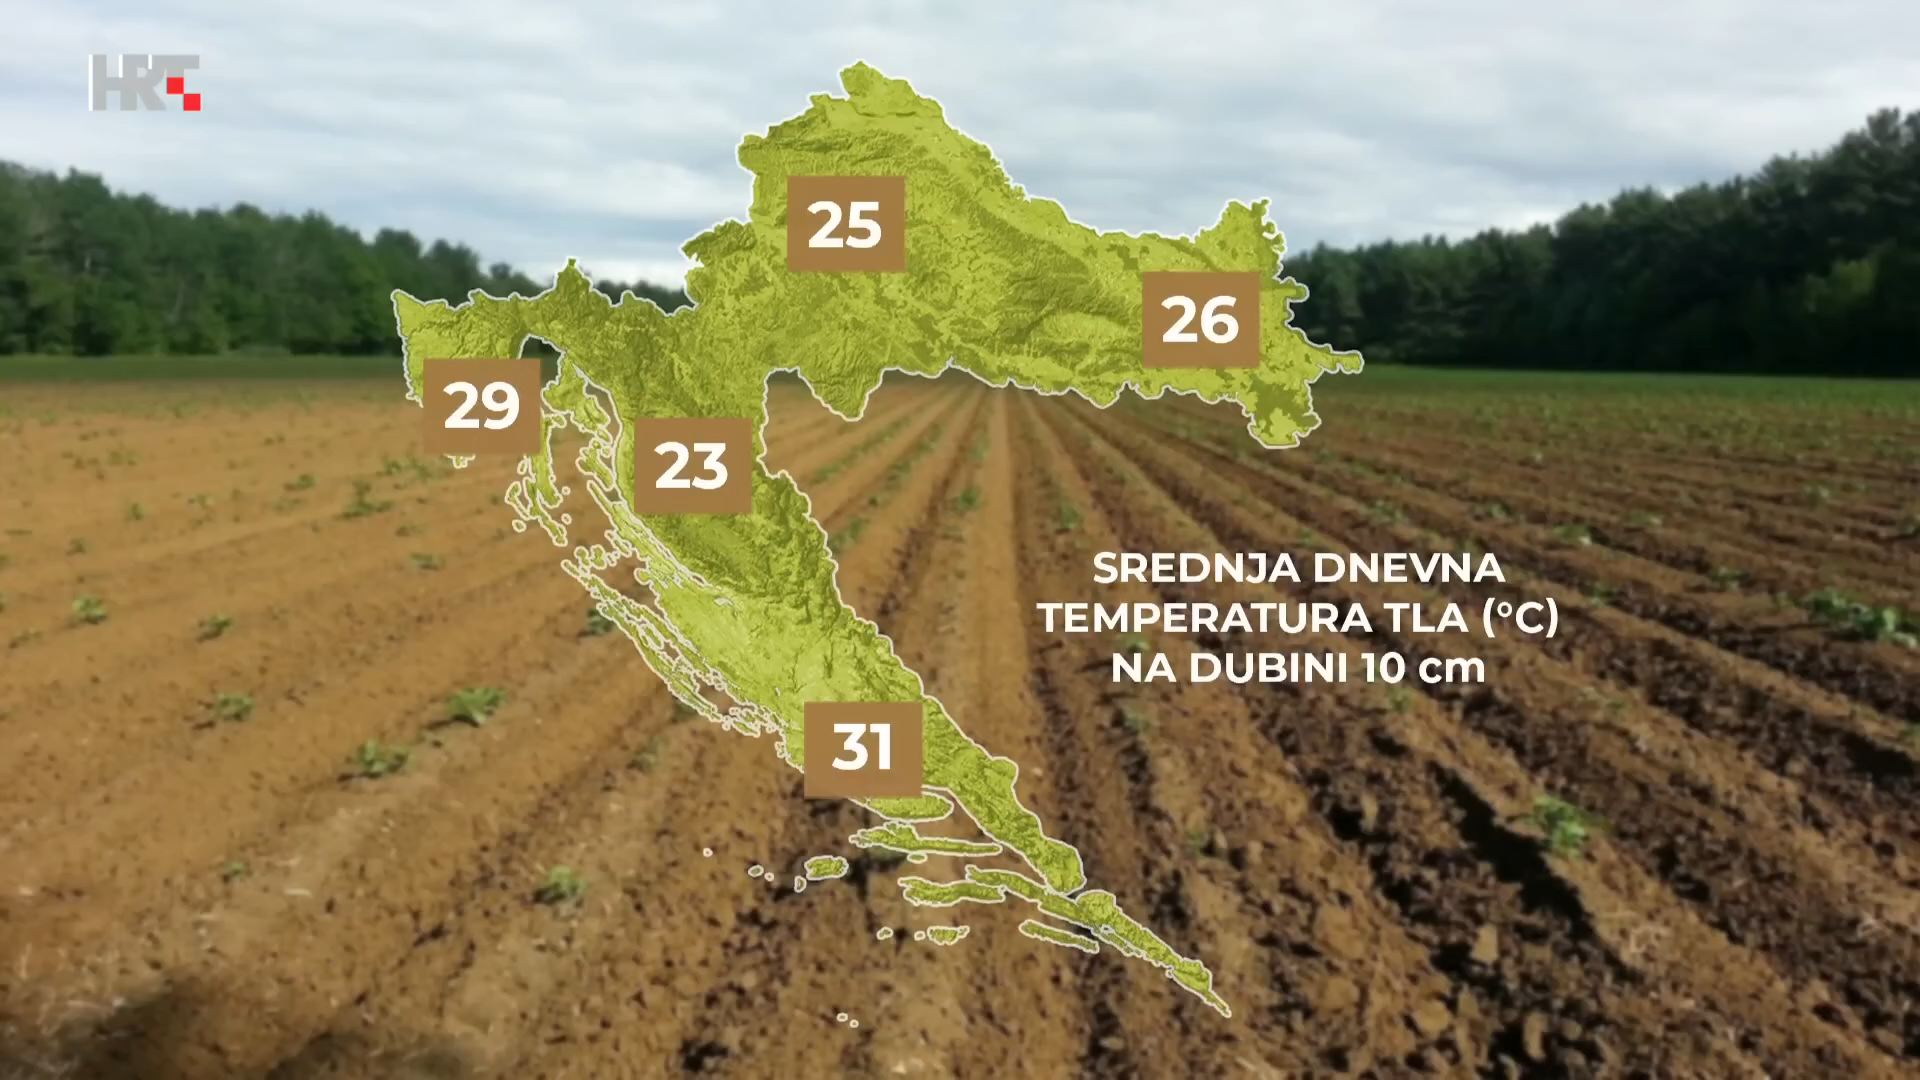 HRT
25
26
29
23
SREDNJA DNEVNA
TEMPERATURA TLA (°C)
NA DUBINI 10 cm
31